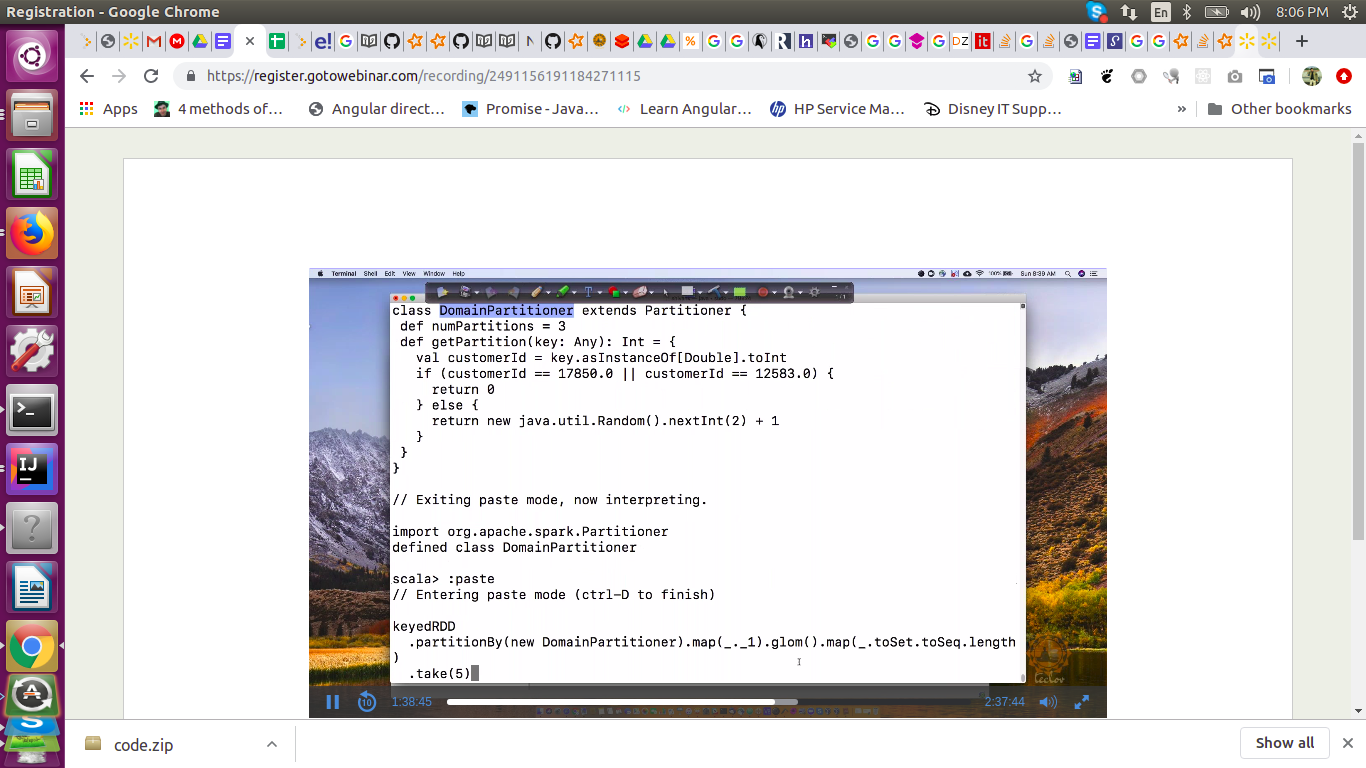 Registration - Google Chrome
En
8:06 PM
https://register.gotowebinar.com/recording/2491156191184271115
Apps
4 methods of…
Angular direct…
Promise - Java…
Learn Angular…
HP Service Ma…
Disney IT Supp…
»
Other bookmarks
Terminal Shell Edit View Window Help
100%
Sun 8:39 AM
class DomainPartitioner extends Partitioner {
def numPartitions = 3
def getPartition(key: Any): Int = {
val customerId = key.asInstanceOf[Double].toInt
if (customerId == 17850.0 || customerId == 12583.0) {
return 0
} else {
return new java.util.Random().nextInt(2) + 1
}
}
}
// Exiting paste mode, now interpreting.
import org.apache.spark.Partitioner
defined class DomainPartitioner
scala> :paste
// Entering paste mode (ctrl-D to finish)
keyedRDD
.partitionBy(new DomainPartitioner).map(_._1).glom().map(_.toSet.toSeq.length
)
.take(5)
10
1:38:45
2:37:44
code.zip
Show all